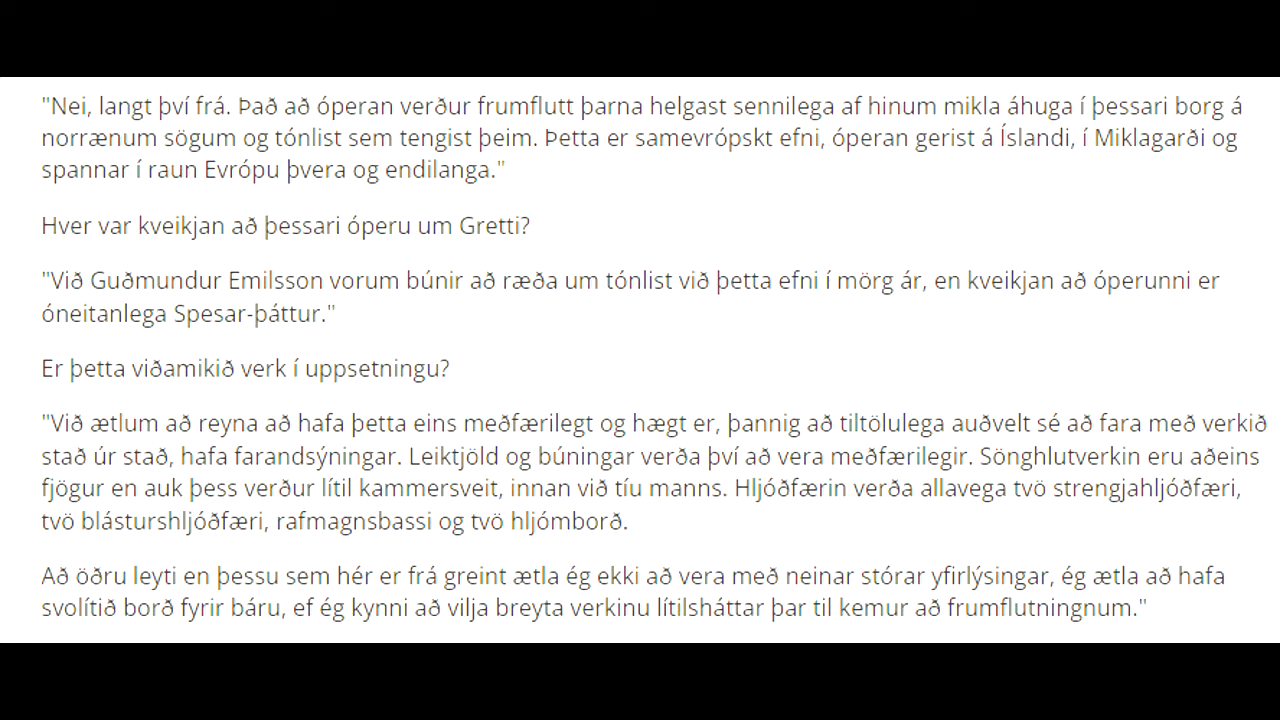 "Nei, langt því frá. Það að óperan verður frumflutt þarna helgast sennilega af hinum mikla áhuga í þessari borg á
norrænum sögum og tónlist sem tengist þeim. Þetta er samevrópskt efni, óperan gerist á Íslandi, í Miklagarði og
spannar í raun Evrópu þvera og endilanga."
Hver var kveikjan að þessari óperu um Gretti?
"Við Guðmundur Emilsson vorum búnir að ræða um tónlist við þetta efni í mörg ár, en kveikjan að óperunni er
óneitanlega Spesar-þáttur."
Er þetta viðamikið verk í uppsetningu?
"Við ætlum að reyna að hafa þetta eins meðfærilegt og hægt er, þannig að tiltölulega auðvelt sé að fara með verkið
stað úr stað, hafa farandsýningar. Leiktjöld og búningar verða því að vera meðfærilegir. Sönghlutverkin eru aðeins
fjögur en auk þess verður lítil kammersveit, innan við tíu manns. Hljóðfærin verða allavega tvö strengjahljóðfæri,
tvö blásturshljóðfæri, rafmagnsbassi og tvö hljómborð.
Að öðru leyti en þessu sem hér er frá greint ætla ég ekki að vera með neinar stórar yfirlýsingar, ég ætla að hafa
svolítið borð fyrir báru, ef ég kynni að vilja breyta verkinu lítilsháttar þar til kemur að frumflutningnum."